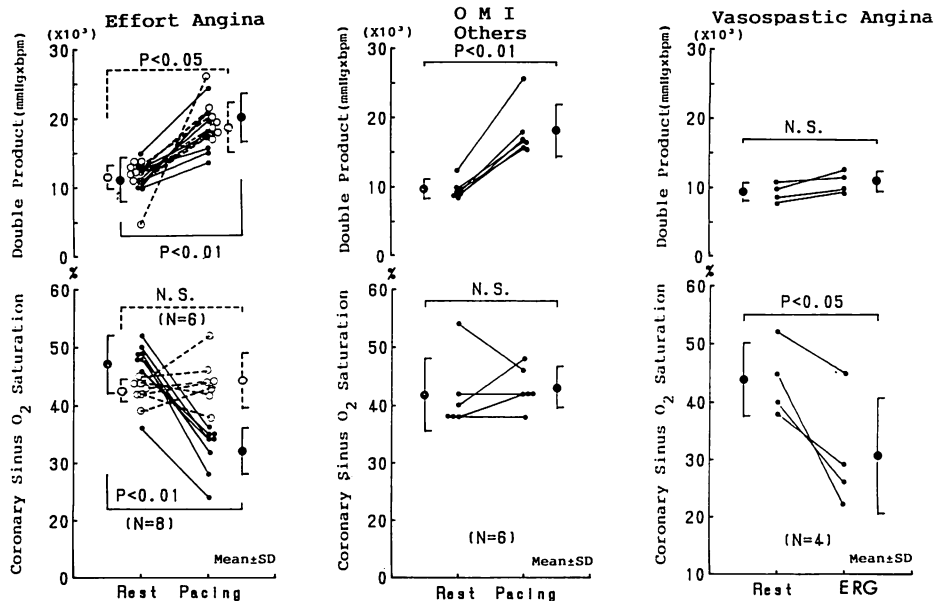 Effort Angina
(X10³)
Double Product(mmHgxbpm)
30
20
10
0
P<0.05
P<0.01
%
Coronary Sinus O2 Saturation
60
50
40
30
20
0
N.S.
(N=6)
P<0.01
(N=8)
Mean±SD
Rest Pacing
O M I
Others
(X10³)
Double Product(mmHgxbpm)
30
20
10
0
P<0.01
%
Coronary Sinus O2 Saturation
60
50
40
30
20
0
N.S.
(N=6)
Mean±SD
Rest Pacing
Vasospastic Angina
(X10³)
Double Product(mmHgxbpm)
30
20
10
0
N.S.
%
Coronary Sinus O2 Saturation
60
50
40
30
20
10
P<0.05
(N=4)
Mean±SD
Rest ERG